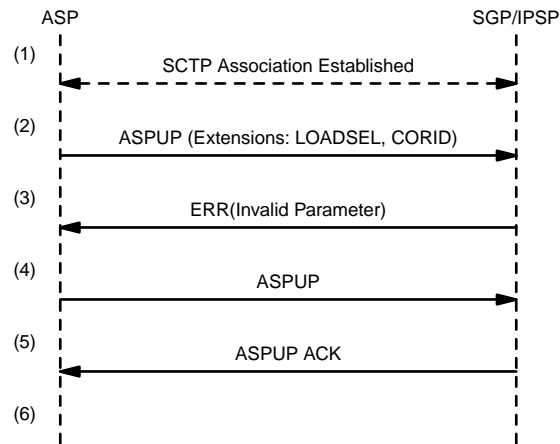 ASP SGP/IPSP
(1)
SCTP Association Established
(2)
ASPUP (Extensions: LOADSEL, CORID)
(3)
ERR(Invalid Parameter)
(4)
ASPUP
(5)
ASPUP ACK
(6)